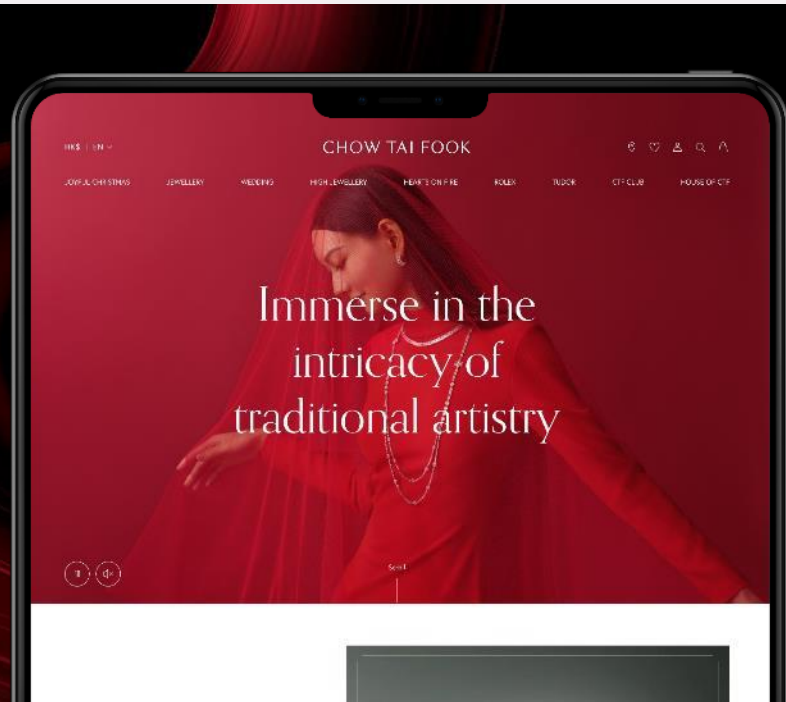 HK$ | EN
CHOW TAI FOOK
JOYFUL CHRISTMAS JEWELLERY WEDDING HIGH JEWELLERY HEARTS ON FIRE ROLEX TUDOR CTF CLUB HOUSE OF CTF
Immerse in the
intricacy of
traditional artistry
Scroll